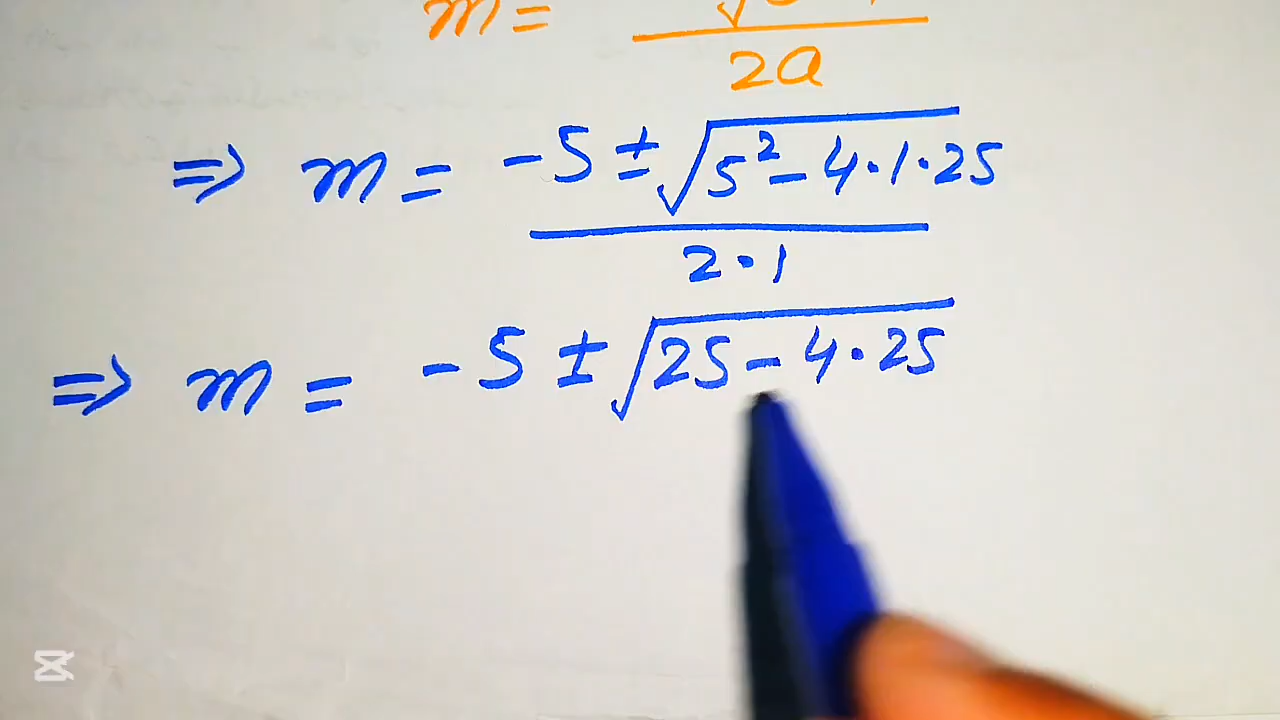 m =
2a
⇒ m = -5 ± √5² - 4·1·25
2·1
⇒ m = -5 ± √25 - 4·25